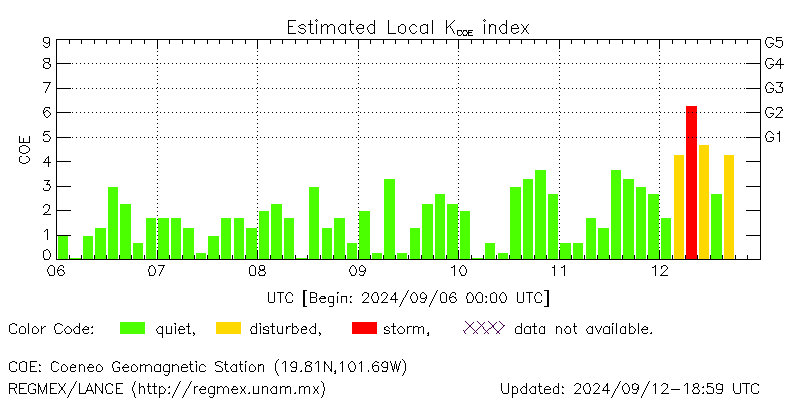 Estimated Local KCOE index
9 G5
8 G4
7 G3
6 G2
5 G1
4
3
2
1
0
COE
06 07 08 09 10 11 12
UTC [Begin: 2024/09/06 00:00 UTC]
Color Code: quiet, disturbed, storm, data not available.
COE: Coeneo Geomagnetic Station (19.81N,101.69W)
REGMEX/LANCE (http://regmex.unam.mx) Updated: 2024/09/12-18:59 UTC